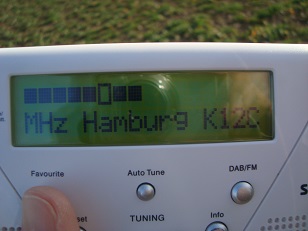 MHz Hamburg K12C
Favourite
Auto Tune
DAB/FM
TUNING
Info